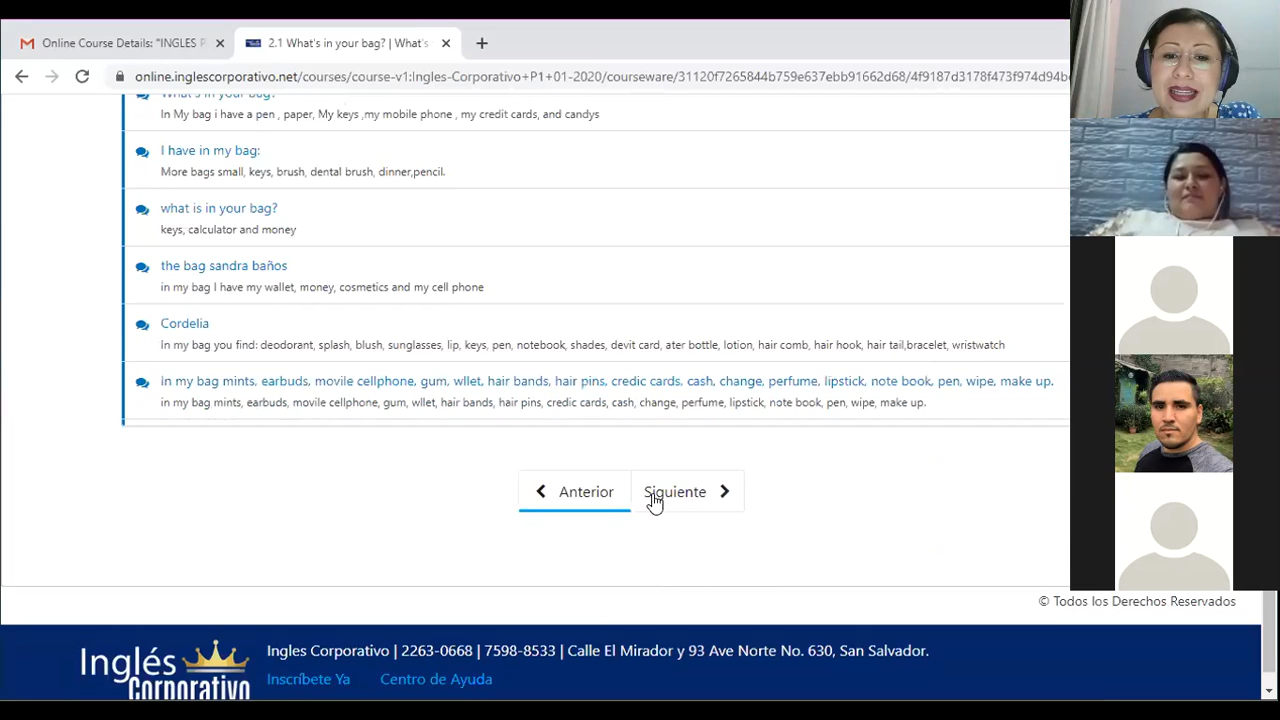 Online Course Details: "INGLES P
2.1 What's in your bag? | What's
online.inglescorporativo.net/courses/course-v1:Ingles-Corporativo+P1+01-2020/courseware/31120f7265844b759e637ebb91662d68/4f9187d3178f473f974d94b
What's in your bag?
In My bag i have a pen , paper, My keys ,my mobile phone , my credit cards, and candys
I have in my bag:
More bags small, keys, brush, dental brush, dinner,pencil.
what is in your bag?
keys, calculator and money
the bag sandra baños
in my bag I have my wallet, money, cosmetics and my cell phone
Cordelia
In my bag you find: deodorant, splash, blush, sunglasses, lip, keys, pen, notebook, shades, devit card, ater bottle, lotion, hair comb, hair hook, hair tail,bracelet, wristwatch
In my bag mints, earbuds, movile cellphone, gum, wllet, hair bands, hair pins, credic cards, cash, change, perfume, lipstick, note book, pen, wipe, make up.
in my bag mints, earbuds, movile cellphone, gum, wllet, hair bands, hair pins, credic cards, cash, change, perfume, lipstick, note book, pen, wipe, make up.
Anterior
Siguiente
© Todos los Derechos Reservados
Inglés Corporativo
Ingles Corporativo | 2263-0668 | 7598-8533 | Calle El Mirador y 93 Ave Norte No. 630, San Salvador.
Inscríbete Ya
Centro de Ayuda